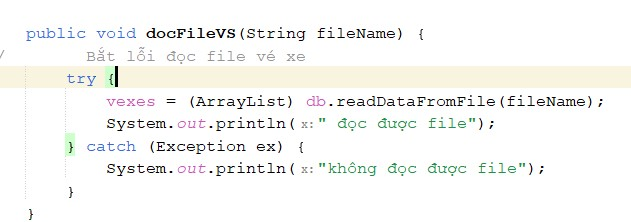 public void docFileVS(String fileName) {
/ Bắt lỗi đọc file vé xe
try {
vexes = (ArrayList) db.readDataFromFile(fileName);
System.out.println( x: " đọc được file");
} catch (Exception ex) {
System.out.println( x: "không đọc được file");
}
}